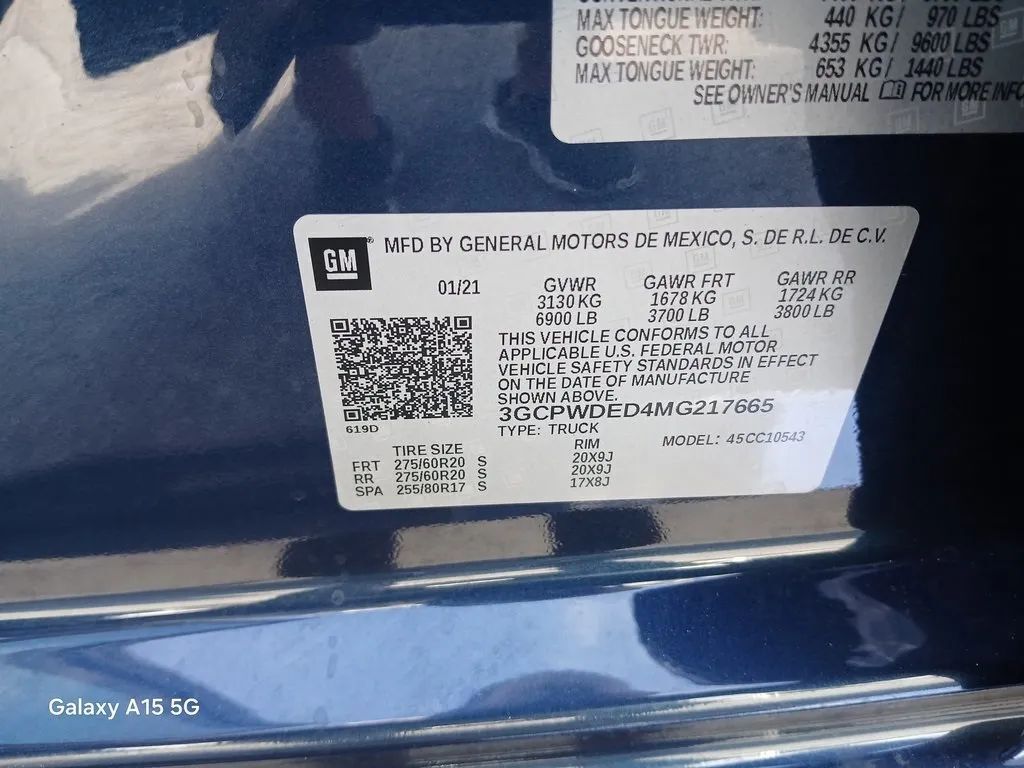 MAX TONGUE WEIGHT: 440 KG/ 970 LBS
GOOSENECK TWR: 4355 KG/ 9600 LBS
MAX TONGUE WEIGHT: 653 KG/ 1440 LBS
SEE OWNER'S MANUAL FOR MORE INFO
GM® MFD BY GENERAL MOTORS DE MEXICO, S. DE R.L. DE C.V.
01/21 GVWR GAWR FRT GAWR RR
3130 KG 1678 KG 1724 KG
6900 LB 3700 LB 3800 LB
THIS VEHICLE CONFORMS TO ALL
APPLICABLE U.S. FEDERAL MOTOR
VEHICLE SAFETY STANDARDS IN EFFECT
ON THE DATE OF MANUFACTURE
SHOWN ABOVE.
3GCPWDED4MG217665
619D
TYPE: TRUCK MODEL: 45CC10543
TIRE SIZE RIM
FRT 275/60R20 S 20X9J
RR 275/60R20 S 20X9J
SPA 255/80R17 S 17X8J
Galaxy A15 5G